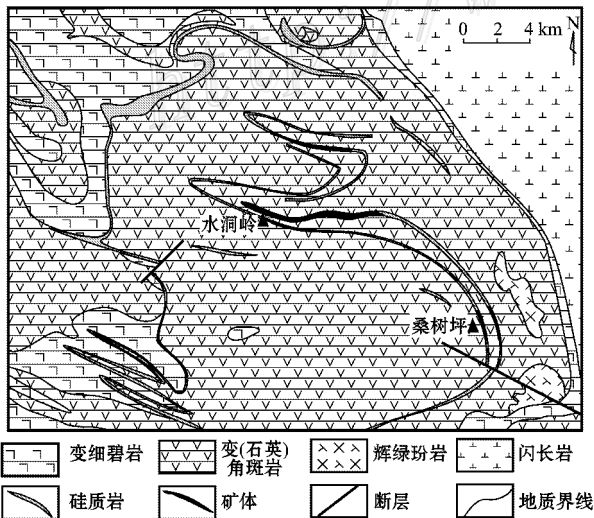 0 2 4 km N
水洞岭
桑树坪
变细碧岩
变(石英)角斑岩
辉绿玢岩
闪长岩
硅质岩
矿体
断层
地质界线